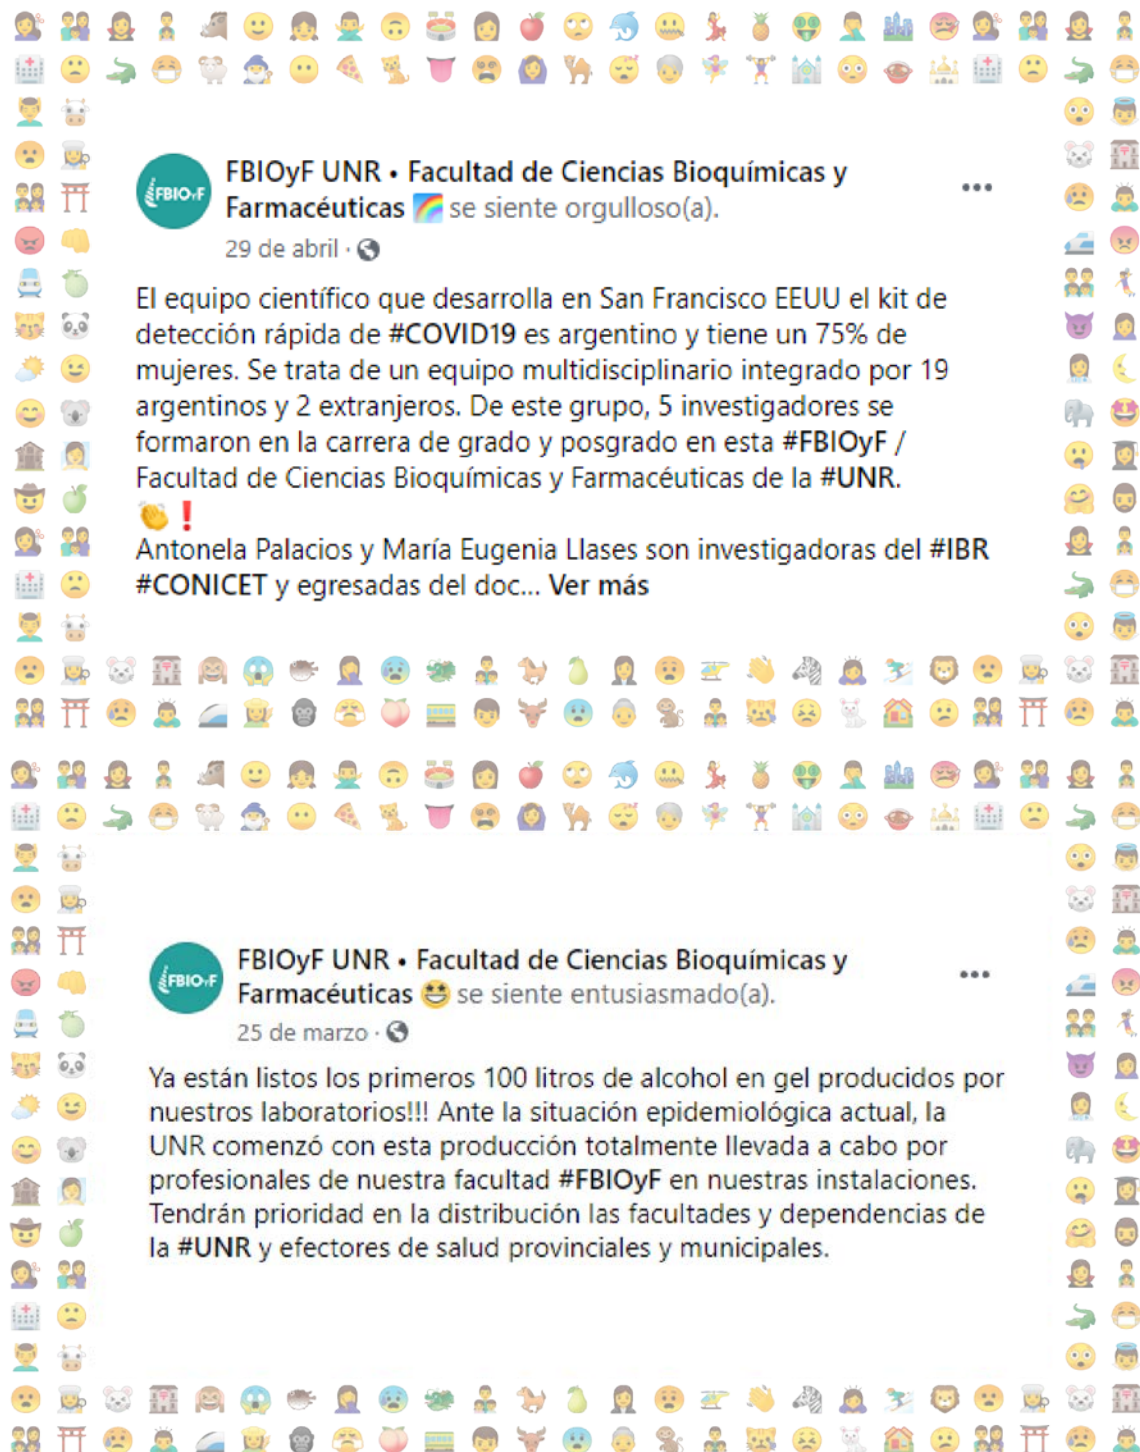 FBIOyF
FBIOyF UNR • Facultad de Ciencias Bioquímicas y
Farmacéuticas 🌈 se siente orgulloso(a).
29 de abril ·
El equipo científico que desarrolla en San Francisco EEUU el kit de
detección rápida de #COVID19 es argentino y tiene un 75% de
mujeres. Se trata de un equipo multidisciplinario integrado por 19
argentinos y 2 extranjeros. De este grupo, 5 investigadores se
formaron en la carrera de grado y posgrado en esta #FBIOyF /
Facultad de Ciencias Bioquímicas y Farmacéuticas de la #UNR.
👏❗
Antonela Palacios y María Eugenia Llases son investigadoras del #IBR
#CONICET y egresadas del doc... Ver más
FBIOyF
FBIOyF UNR • Facultad de Ciencias Bioquímicas y
Farmacéuticas 😆 se siente entusiasmado(a).
25 de marzo ·
Ya están listos los primeros 100 litros de alcohol en gel producidos por
nuestros laboratorios!!! Ante la situación epidemiológica actual, la
UNR comenzó con esta producción totalmente llevada a cabo por
profesionales de nuestra facultad #FBIOyF en nuestras instalaciones.
Tendrán prioridad en la distribución las facultades y dependencias de
la #UNR y efectores de salud provinciales y municipales.